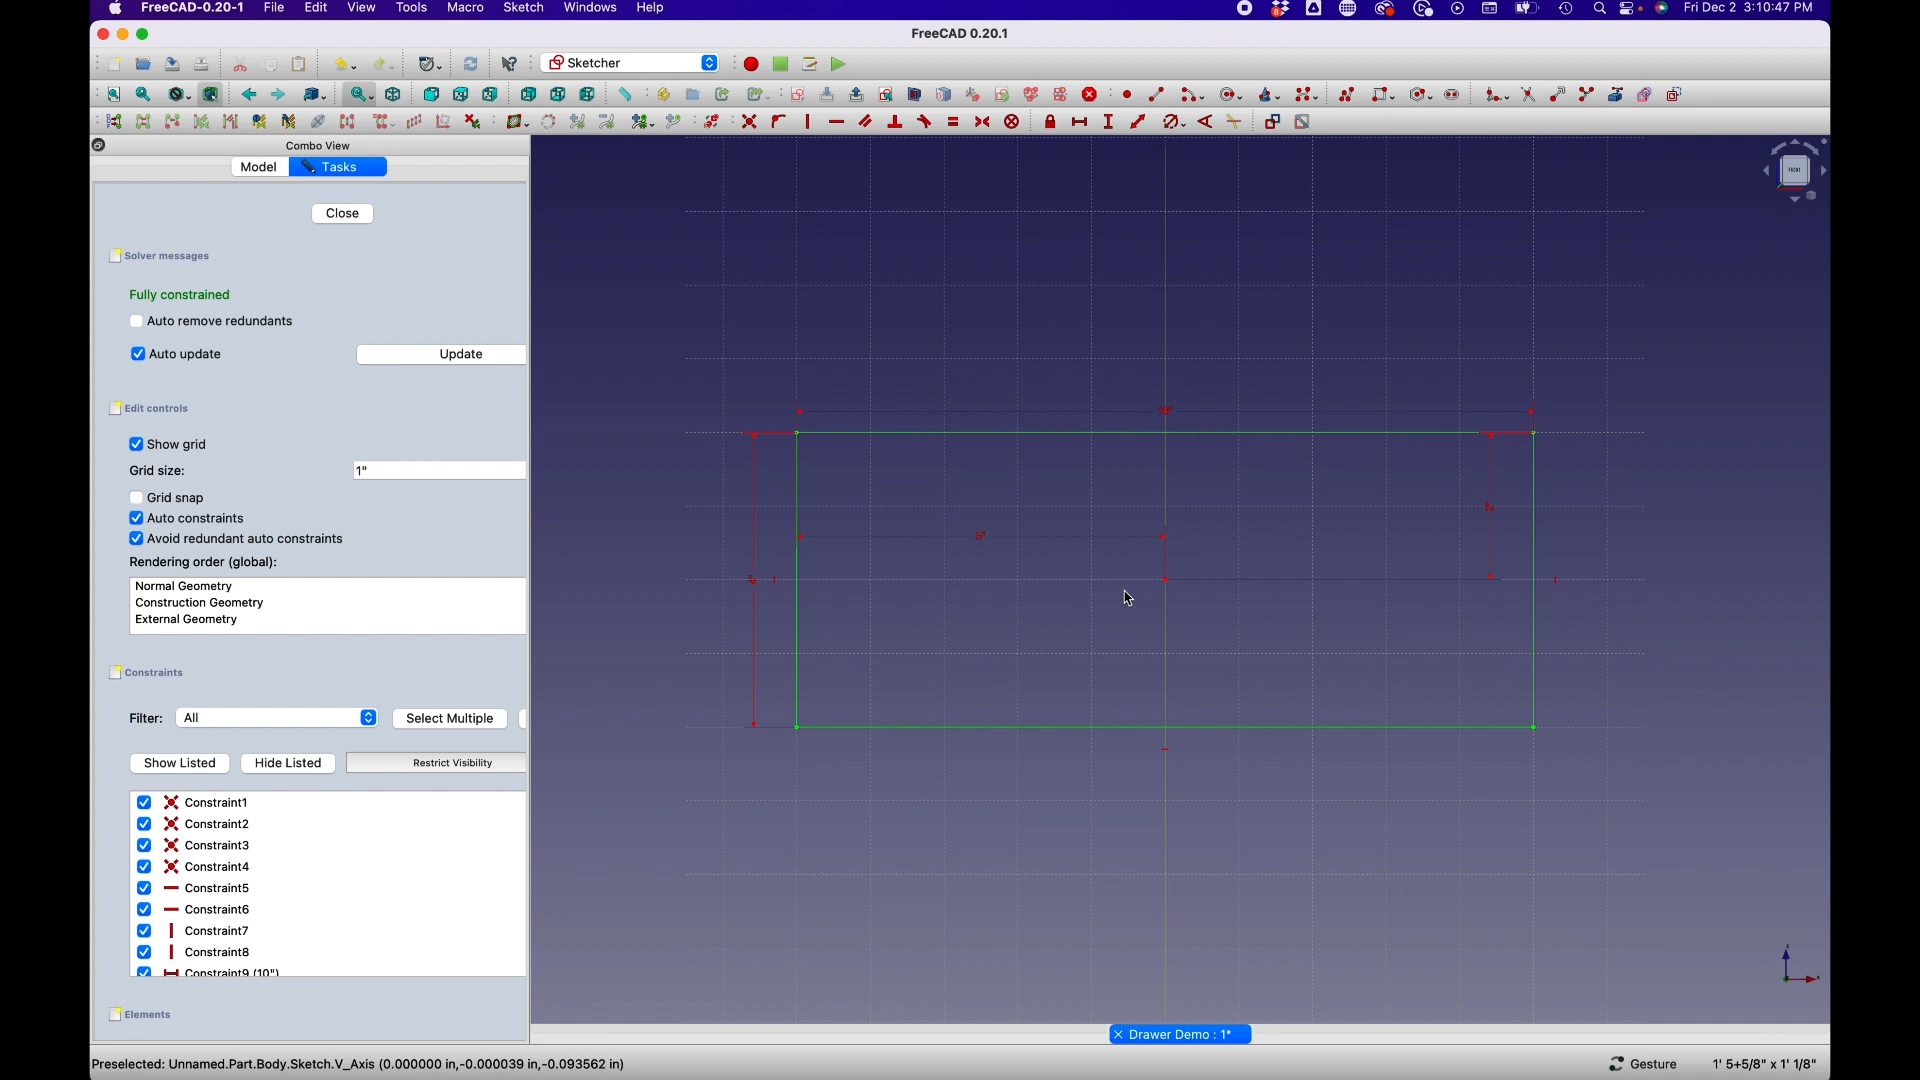 FreeCAD-0.20-1 File Edit View Tools Macro Sketch Windows Help Fri Dec 2 3:10:47 PM
FreeCAD 0.20.1
Sketcher
Combo View
Model Tasks
FRONT
Close
Solver messages
Fully constrained
Auto remove redundants
Auto update Update
Edit controls
Show grid
Grid size: 1"
Grid snap
Auto constraints
Avoid redundant auto constraints
Rendering order (global):
Normal Geometry
Construction Geometry
External Geometry
5"
Constraints
Filter: All Select Multiple
Show Listed Hide Listed Restrict Visibility
Constraint1
Constraint2
Constraint3
Constraint4
Constraint5
Constraint6
Constraint7
Constraint8
Constraint9 (10")
Elements
Drawer Demo : 1*
Preselected: Unnamed.Part.Body.Sketch.V_Axis (0.000000 in,-0.000039 in,-0.093562 in) Gesture 1' 5+5/8" x 1' 1/8"